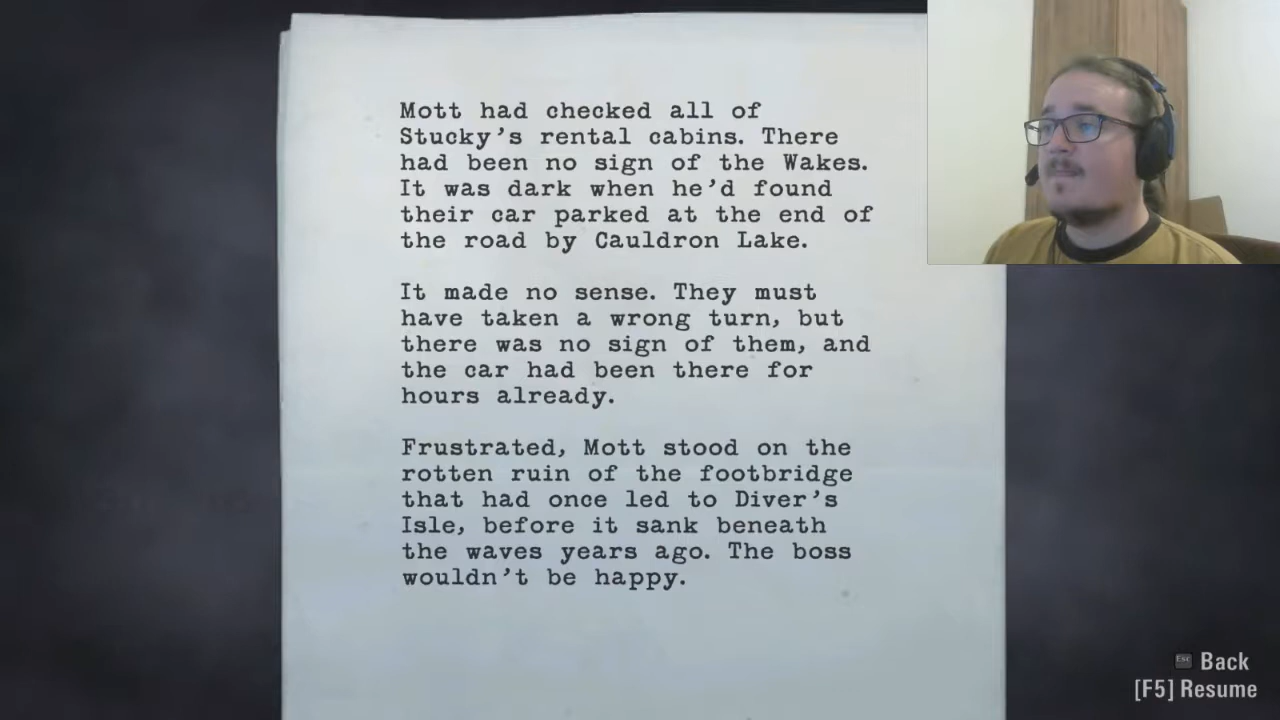 Mott had checked all of
Stucky's rental cabins. There
had been no sign of the Wakes.
It was dark when he'd found
their car parked at the end of
the road by Cauldron Lake.
It made no sense. They must
have taken a wrong turn, but
there was no sign of them, and
the car had been there for
hours already.
Frustrated, Mott stood on the
rotten ruin of the footbridge
that had once led to Diver's
Isle, before it sank beneath
the waves years ago. The boss
wouldn't be happy.
Esc Back
[F5] Resume